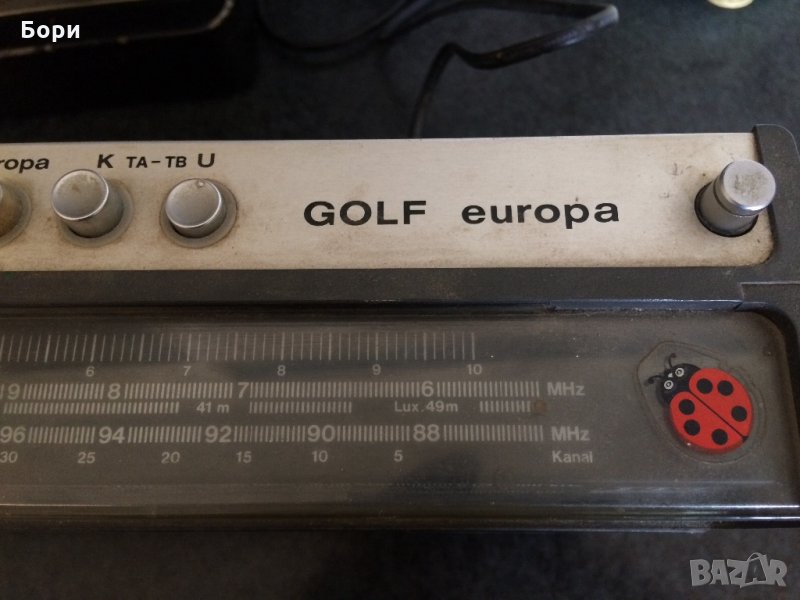 Бори
ropa K TA-TB U
GOLF europa
6 7 8 9 10
9 8 7 6 MHz
41 m Lux. 49m
96 94 92 90 88 MHz
30 25 20 15 10 5 Kanal
BAZAR